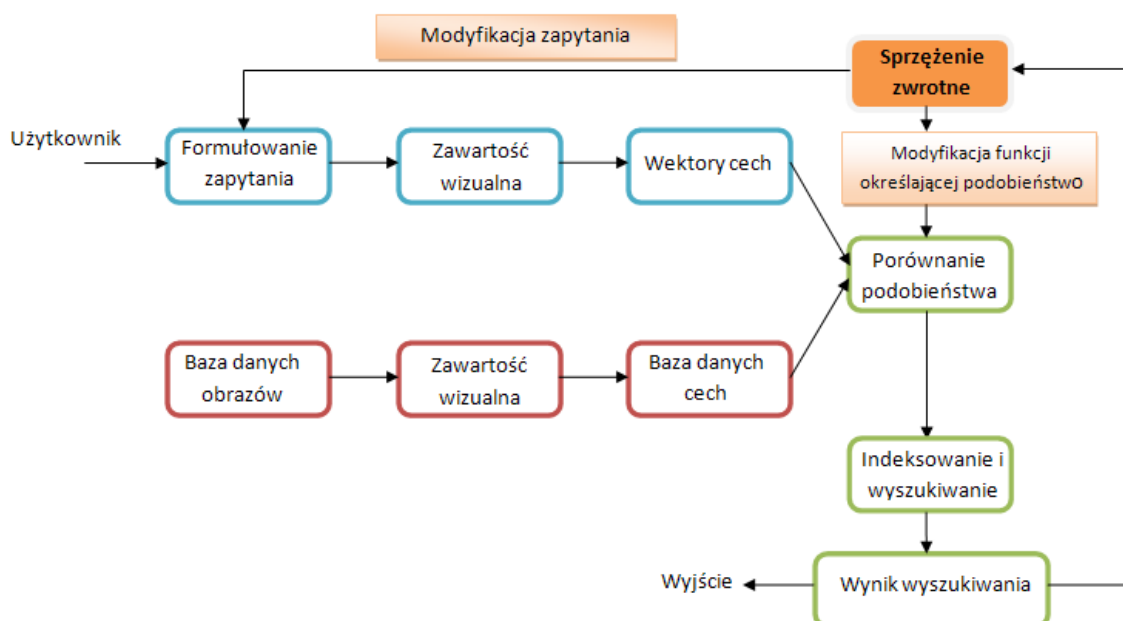 Modyfikacja zapytania
Sprzężenie
zwrotne
Użytkownik
Formułowanie
zapytania
Zawartość
wizualna
Wektory cech
Modyfikacja funkcji
określającej podobieństwo
Porównanie
podobieństwa
Baza danych
obrazów
Zawartość
wizualna
Baza danych
cech
Indeksowanie i
wyszukiwanie
Wyjście
Wynik wyszukiwania